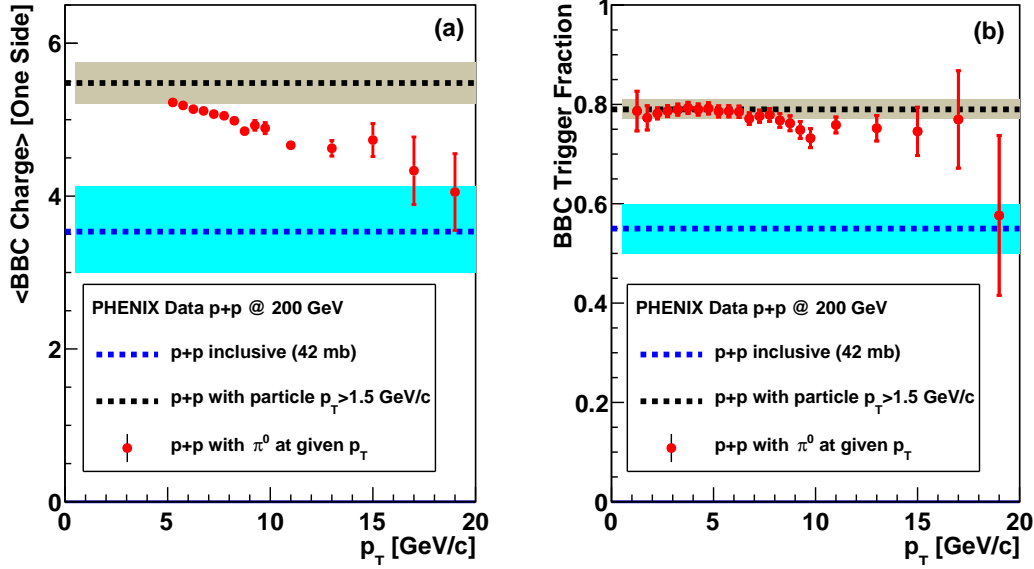 (a)
<BBC Charge> [One Side]
6
4
2
0
PHENIX Data p+p @ 200 GeV
p+p inclusive (42 mb)
p+p with particle p_T>1.5 GeV/c
p+p with π⁰ at given p_T
0 5 10 15 20
p_T [GeV/c]
(b)
BBC Trigger Fraction
1
0.8
0.6
0.4
0.2
0
PHENIX Data p+p @ 200 GeV
p+p inclusive (42 mb)
p+p with particle p_T>1.5 GeV/c
p+p with π⁰ at given p_T
0 5 10 15 20
p_T [GeV/c]